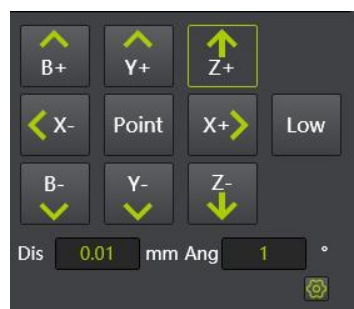 B+ Y+ Z+
X- Point X+ Low
B- Y- Z-
Dis 0.01 mm Ang 1 °